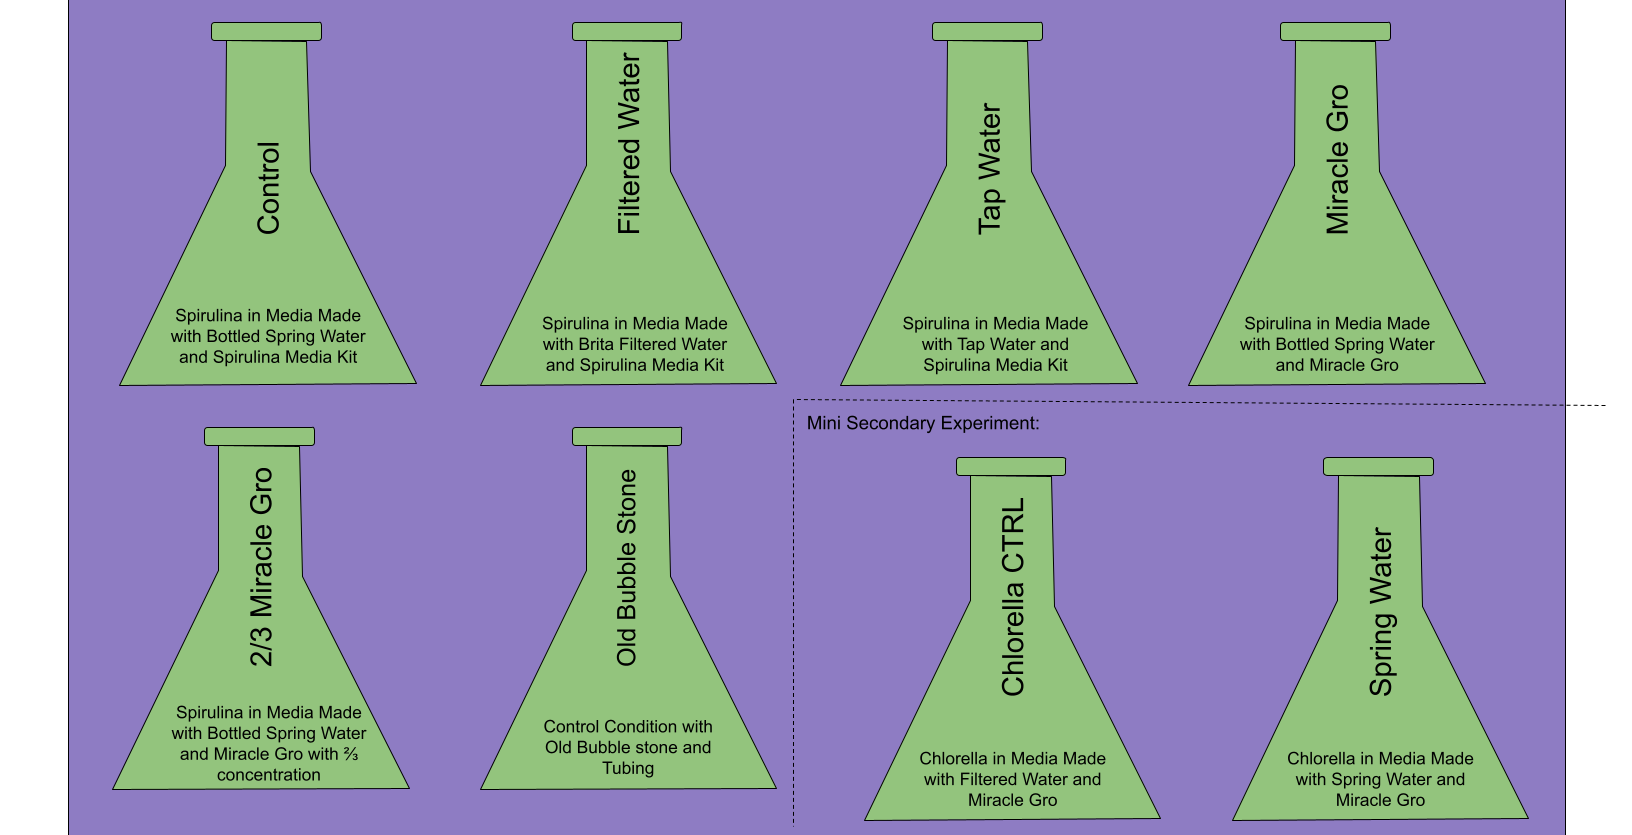 Control
Spirulina in Media Made
with Bottled Spring Water
and Spirulina Media Kit
Filtered Water
Spirulina in Media Made
with Brita Filtered Water
and Spirulina Media Kit
Tap Water
Spirulina in Media Made
with Tap Water and
Spirulina Media Kit
Miracle Gro
Spirulina in Media Made
with Bottled Spring Water
and Miracle Gro
2/3 Miracle Gro
Spirulina in Media Made
with Bottled Spring Water
and Miracle Gro with ⅔
concentration
Old Bubble Stone
Control Condition with
Old Bubble stone and
Tubing
Mini Secondary Experiment:
Chlorella CTRL
Chlorella in Media Made
with Filtered Water and
Miracle Gro
Spring Water
Chlorella in Media Made
with Spring Water and
Miracle Gro